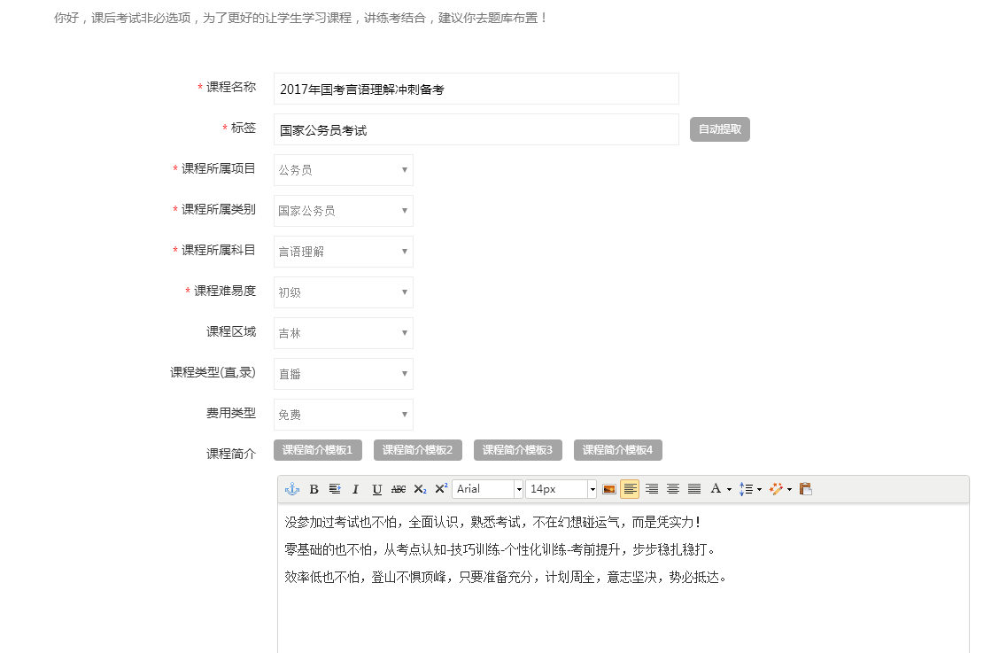 你好，课后考试非必选项，为了更好的让学生学习课程，讲练考结合，建议你去题库布置！
* 课程名称 2017年国考言语理解冲刺备考
* 标签 国家公务员考试 自动提取
* 课程所属项目 公务员
* 课程所属类别 国家公务员
* 课程所属科目 言语理解
* 课程难易度 初级
课程区域 吉林
课程类型(直,录) 直播
费用类型 免费
课程简介 课程简介模板1 课程简介模板2 课程简介模板3 课程简介模板4
B I U ABC X₂ X² Arial 14px A
没参加过考试也不怕，全面认识，熟悉考试，不在幻想碰运气，而是凭实力！
零基础的也不怕，从考点认知-技巧训练-个性化训练-考前提升，步步稳扎稳打。
效率低也不怕，登山不惧顶峰，只要准备充分，计划周全，意志坚决，势必抵达。